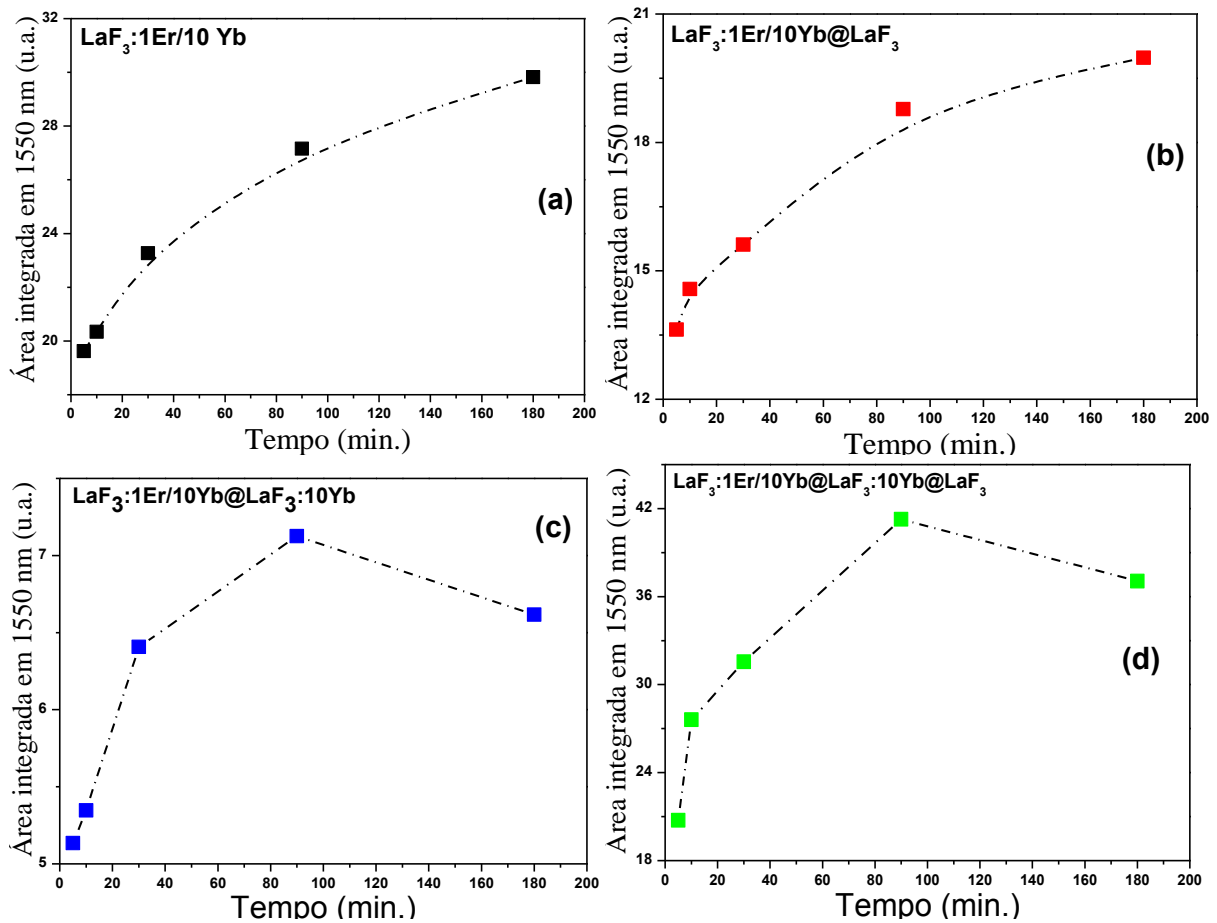 LaF₃:1Er/10 Yb
Área integrada em 1550 nm (u.a.)
32
28
24
20
(a)
0 20 40 60 80 100 120 140 160 180 200
Tempo (min.)
LaF₃:1Er/10Yb@LaF₃
Área integrada em 1550 nm (u.a.)
21
18
15
12
(b)
0 20 40 60 80 100 120 140 160 180 200
Tempo (min.)
LaF₃:1Er/10Yb@LaF₃:10Yb
Área integrada em 1550 nm (u.a.)
(c)
7
6
5
0 20 40 60 80 100 120 140 160 180 200
Tempo (min.)
LaF₃:1Er/10Yb@LaF₃:10Yb@LaF₃
Área integrada em 1550 nm (u.a.)
42
36
30
24
18
(d)
0 20 40 60 80 100 120 140 160 180 200
Tempo (min.)